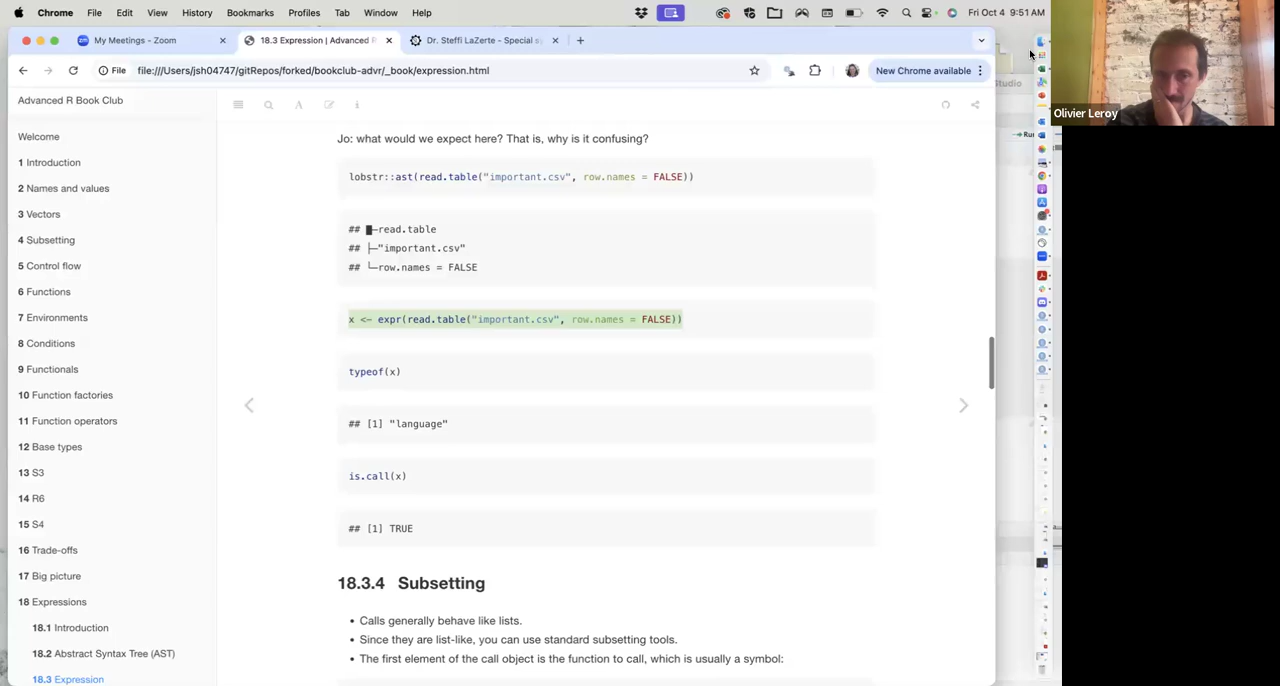 Chrome File Edit View History Bookmarks Profiles Tab Window Help Fri Oct 4 9:51 AM
My Meetings - Zoom
18.3 Expression | Advanced R
Dr. Steffi LaZerte - Special s
File file:///Users/jsh04747/gitRepos/forked/bookclub-advr/_book/expression.html New Chrome available
Olivier Leroy
Advanced R Book Club
Welcome
1 Introduction
2 Names and values
3 Vectors
4 Subsetting
5 Control flow
6 Functions
7 Environments
8 Conditions
9 Functionals
10 Function factories
11 Function operators
12 Base types
13 S3
14 R6
15 S4
16 Trade-offs
17 Big picture
18 Expressions
18.1 Introduction
18.2 Abstract Syntax Tree (AST)
18.3 Expression
Jo: what would we expect here? That is, why is it confusing?
lobstr::ast(read.table("important.csv", row.names = FALSE))
## █─read.table
## ├─"important.csv"
## └─row.names = FALSE
x <- expr(read.table("important.csv", row.names = FALSE))
typeof(x)
## [1] "language"
is.call(x)
## [1] TRUE
18.3.4 Subsetting
• Calls generally behave like lists.
• Since they are list-like, you can use standard subsetting tools.
• The first element of the call object is the function to call, which is usually a symbol: